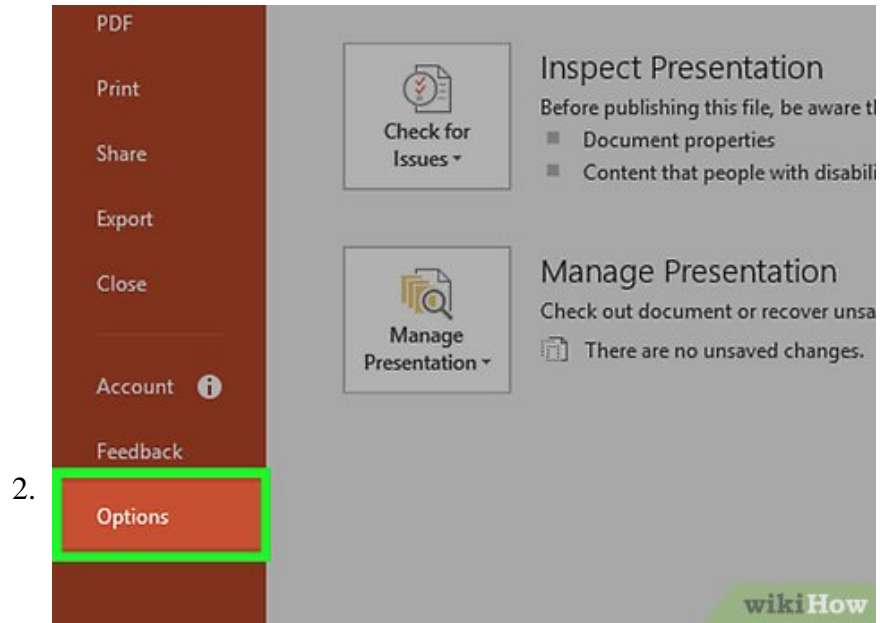 PDF
Print
Share
Export
Close
Account
Feedback
2.
Options
Check for
Issues
Inspect Presentation
Before publishing this file, be aware
Document properties
Content that people with
Manage
Presentation
Manage Presentation
Check out document or recover
There are no unsaved changes.
wikiHow